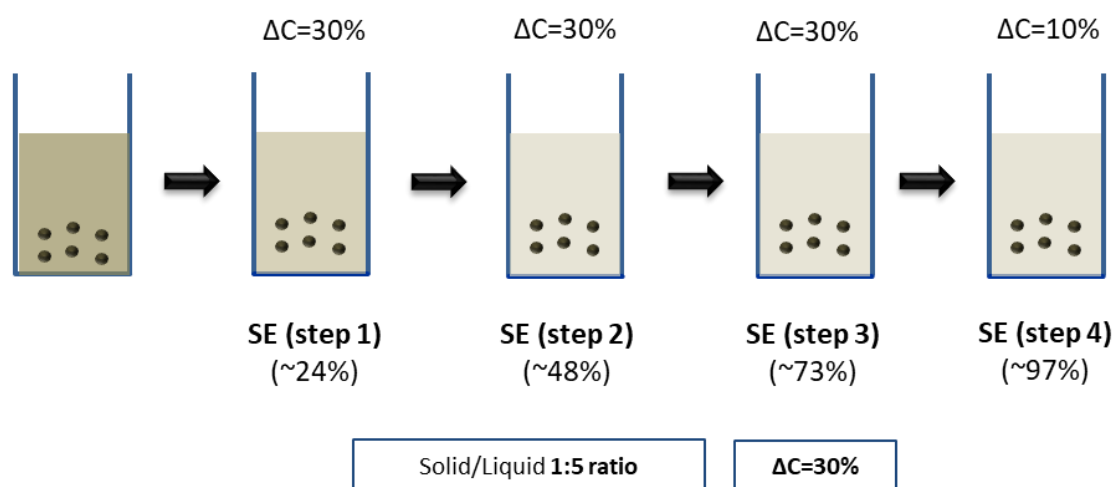 ΔC=30%
ΔC=30%
ΔC=30%
ΔC=10%
SE (step 1)
(~24%)
SE (step 2)
(~48%)
SE (step 3)
(~73%)
SE (step 4)
(~97%)
Solid/Liquid 1:5 ratio
ΔC=30%